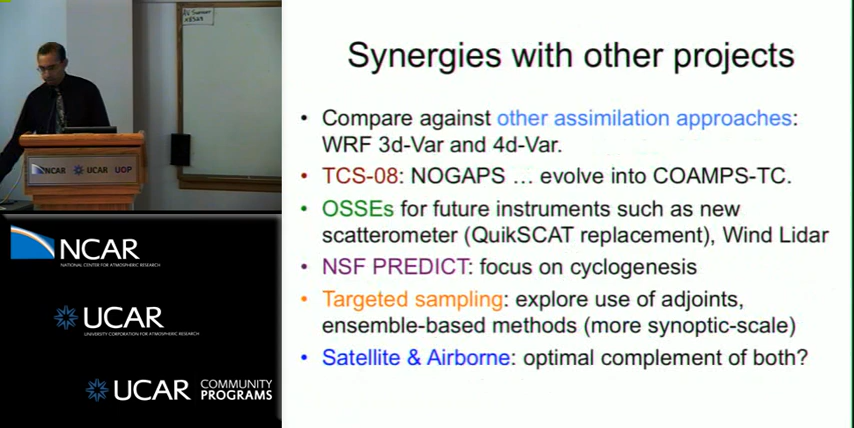 Synergies with other projects
• Compare against other assimilation approaches:
WRF 3d-Var and 4d-Var.
• TCS-08: NOGAPS … evolve into COAMPS-TC.
• OSSEs for future instruments such as new
scatterometer (QuikSCAT replacement), Wind Lidar
• NSF PREDICT: focus on cyclogenesis
• Targeted sampling: explore use of adjoints,
ensemble-based methods (more synoptic-scale)
• Satellite & Airborne: optimal complement of both?
NCAR UCAR UOP
NCAR
NATIONAL CENTER FOR ATMOSPHERIC RESEARCH
UCAR
UNIVERSITY CORPORATION FOR ATMOSPHERIC RESEARCH
UCAR COMMUNITY
PROGRAMS